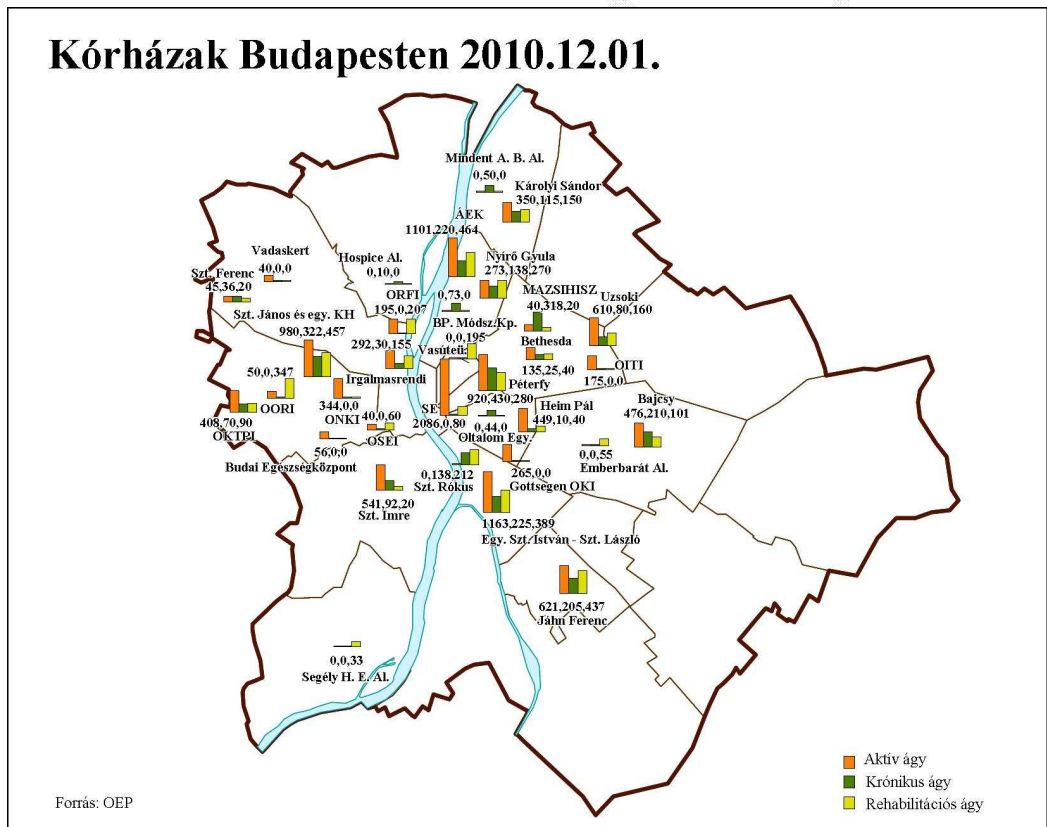 Kórházak Budapesten 2010.12.01.
Mindent A. B. Al.
0,50,0
Károlyi Sándor
350,115,150
ÁEK
1101,220,464
Vadaskert
40,0,0
Hospice Al.
0,10,0
Nyírő Gyula
273,138,270
Szt. Ferenc
45,36,20
ORFI
195,0,207
0,73,0
BP. Módsz.Kp.
MAZSIHISZ
40,318,20
Uzsoki
610,80,160
Szt. János és egy. KH
980,322,457
292,30,155
Irgalmasrendi
Vasúteü.
0,0,195
Bethesda
135,25,40
OITI
175,0,0
50,0,347
OORI
344,0,0
ONKI
Péterfy
920,430,280
408,70,90
OKTPI
40,0,60
OSEI
SE
2086,0,80
0,44,0
Oltalom Egy.
Heim Pál
449,10,40
Bajcsy
476,210,101
56,0,0
Budai Egészségközpont
0,138,212
Szt. Rókus
265,0,0
Gottsegen OKI
0,0,55
Emberbarát Al.
541,92,20
Szt. Imre
1163,225,389
Egy. Szt. István - Szt. László
621,205,437
Jahn Ferenc
0,0,33
Segély H. E. Al.
Aktív ágy
Krónikus ágy
Rehabilitációs ágy
Forrás: OEP